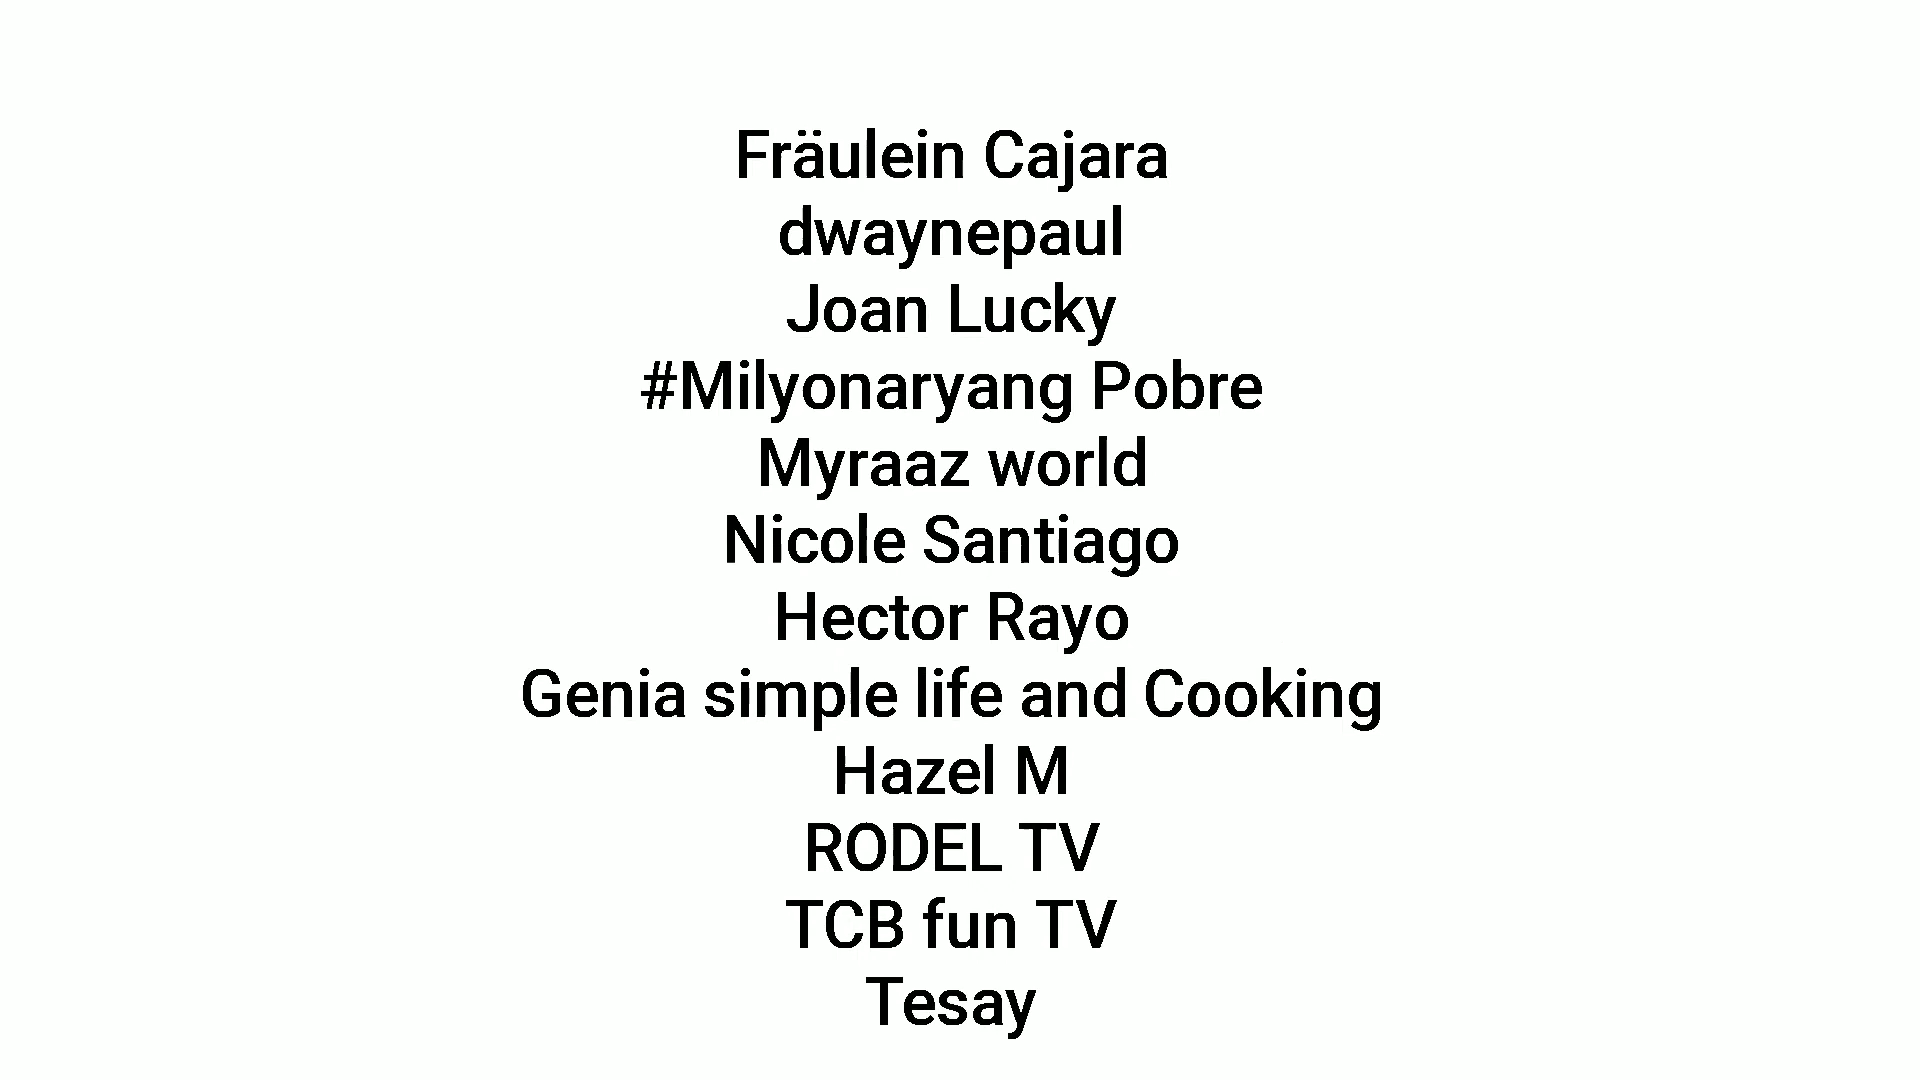 Fräulein Cajara
dwaynepaul
Joan Lucky
#Milyonaryang Pobre
Myraaz world
Nicole Santiago
Hector Rayo
Genia simple life and Cooking
Hazel M
RODEL TV
TCB fun TV
Tesay